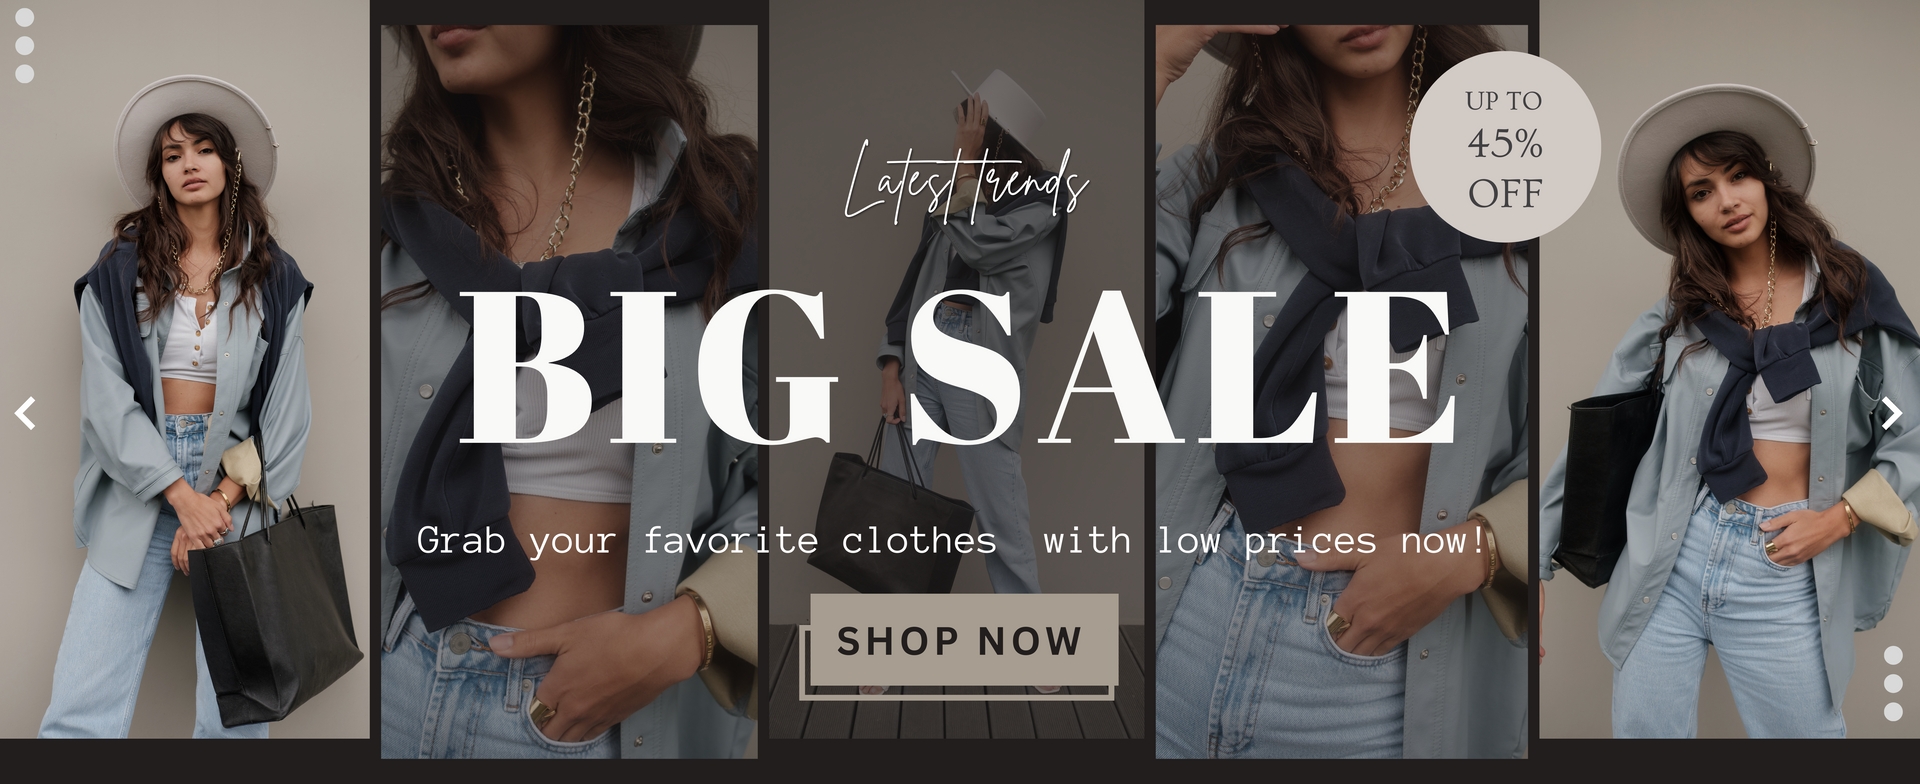 Latest trends
UP TO
45%
OFF
BIG SALE
Grab your favorite clothes  with low prices now!
SHOP NOW